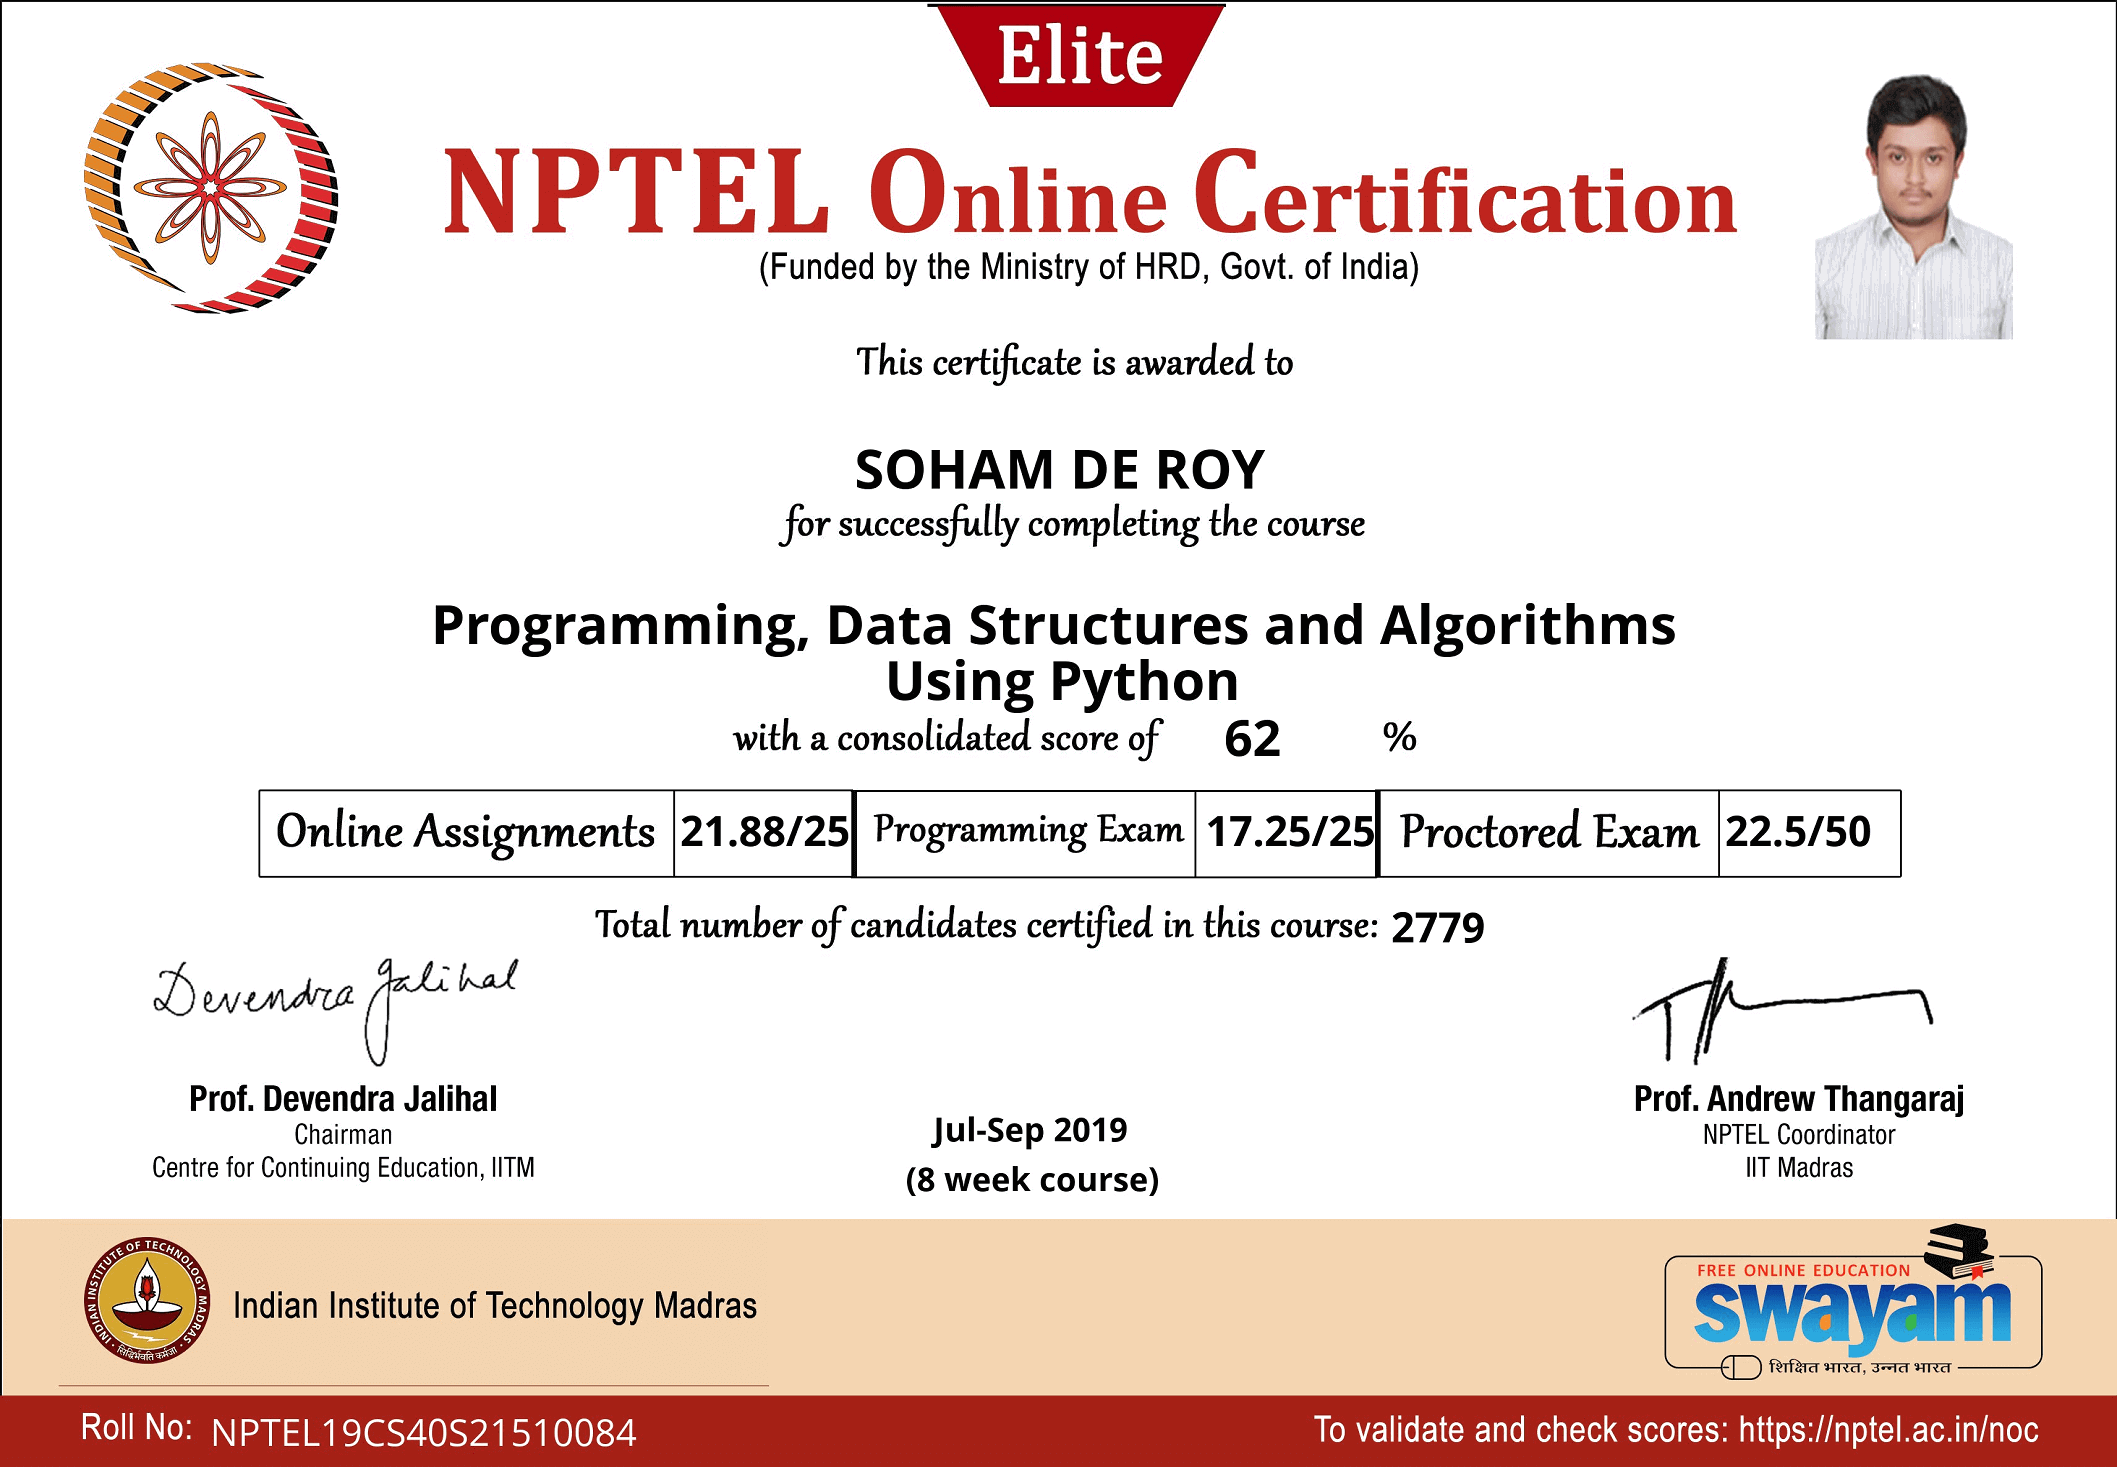 Elite
NPTEL Online Certification
(Funded by the Ministry of HRD, Govt. of India)
This certificate is awarded to
SOHAM DE ROY
for successfully completing the course
Programming, Data Structures and Algorithms
Using Python
with a consolidated score of 62 %
Online Assignments 21.88/25 Programming Exam 17.25/25 Proctored Exam 22.5/50
Total number of candidates certified in this course: 2779
Devendra Jalihal
Prof. Devendra Jalihal
Chairman
Centre for Continuing Education, IITM
Jul-Sep 2019
(8 week course)
Prof. Andrew Thangaraj
NPTEL Coordinator
IIT Madras
INDIAN INSTITUTE OF TECHNOLOGY MADRAS
सिद्धिर्भवति कर्मजा
Indian Institute of Technology Madras
FREE ONLINE EDUCATION
swayam
शिक्षित भारत, उन्नत भारत
Roll No: NPTEL19CS40S21510084
To validate and check scores: https://nptel.ac.in/noc